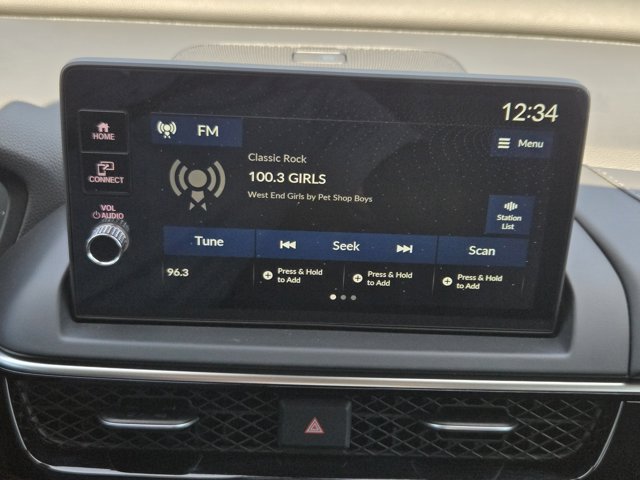 12:34
HOME
FM
Menu
Classic Rock
100.3 GIRLS
CONNECT
West End Girls by Pet Shop Boys
VOL
AUDIO
Station
List
Tune
Seek
Scan
96.3
Press & Hold
to Add
Press & Hold
to Add
Press & Hold
to Add